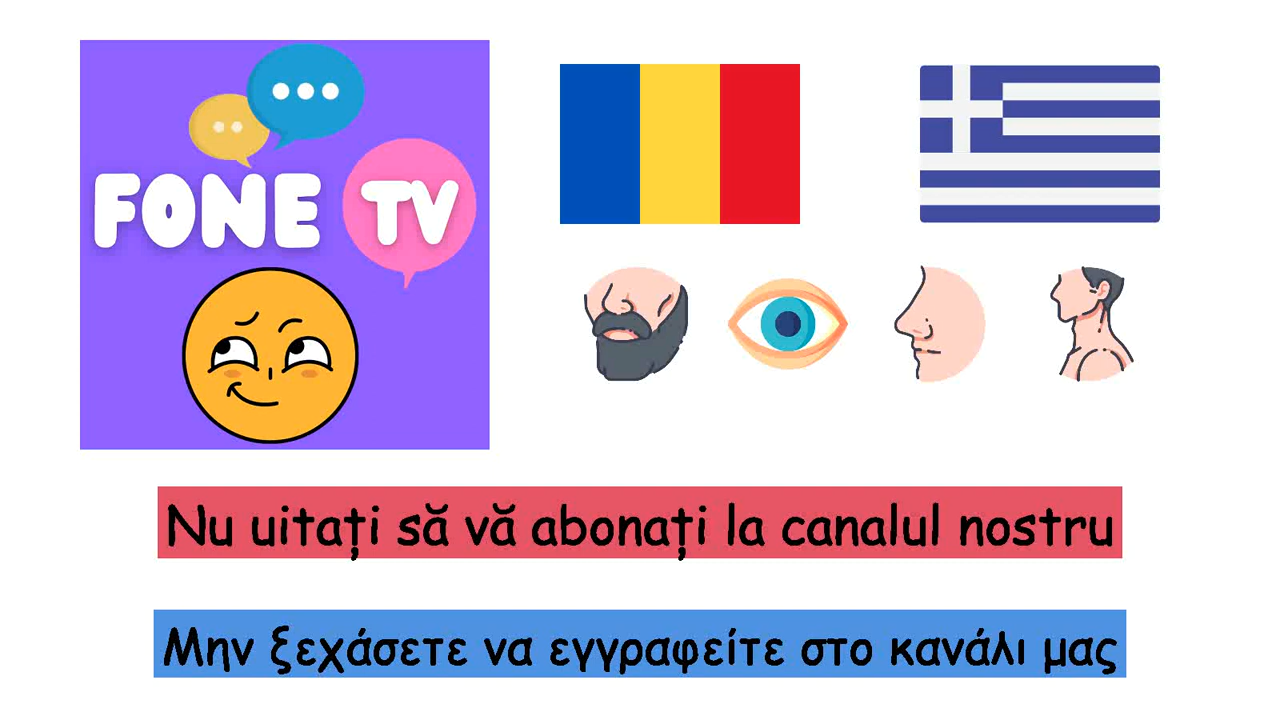 FONE TV
Nu uitați să vă abonați la canalul nostru
Μην ξεχάσετε να εγγραφείτε στο κανάλι μας